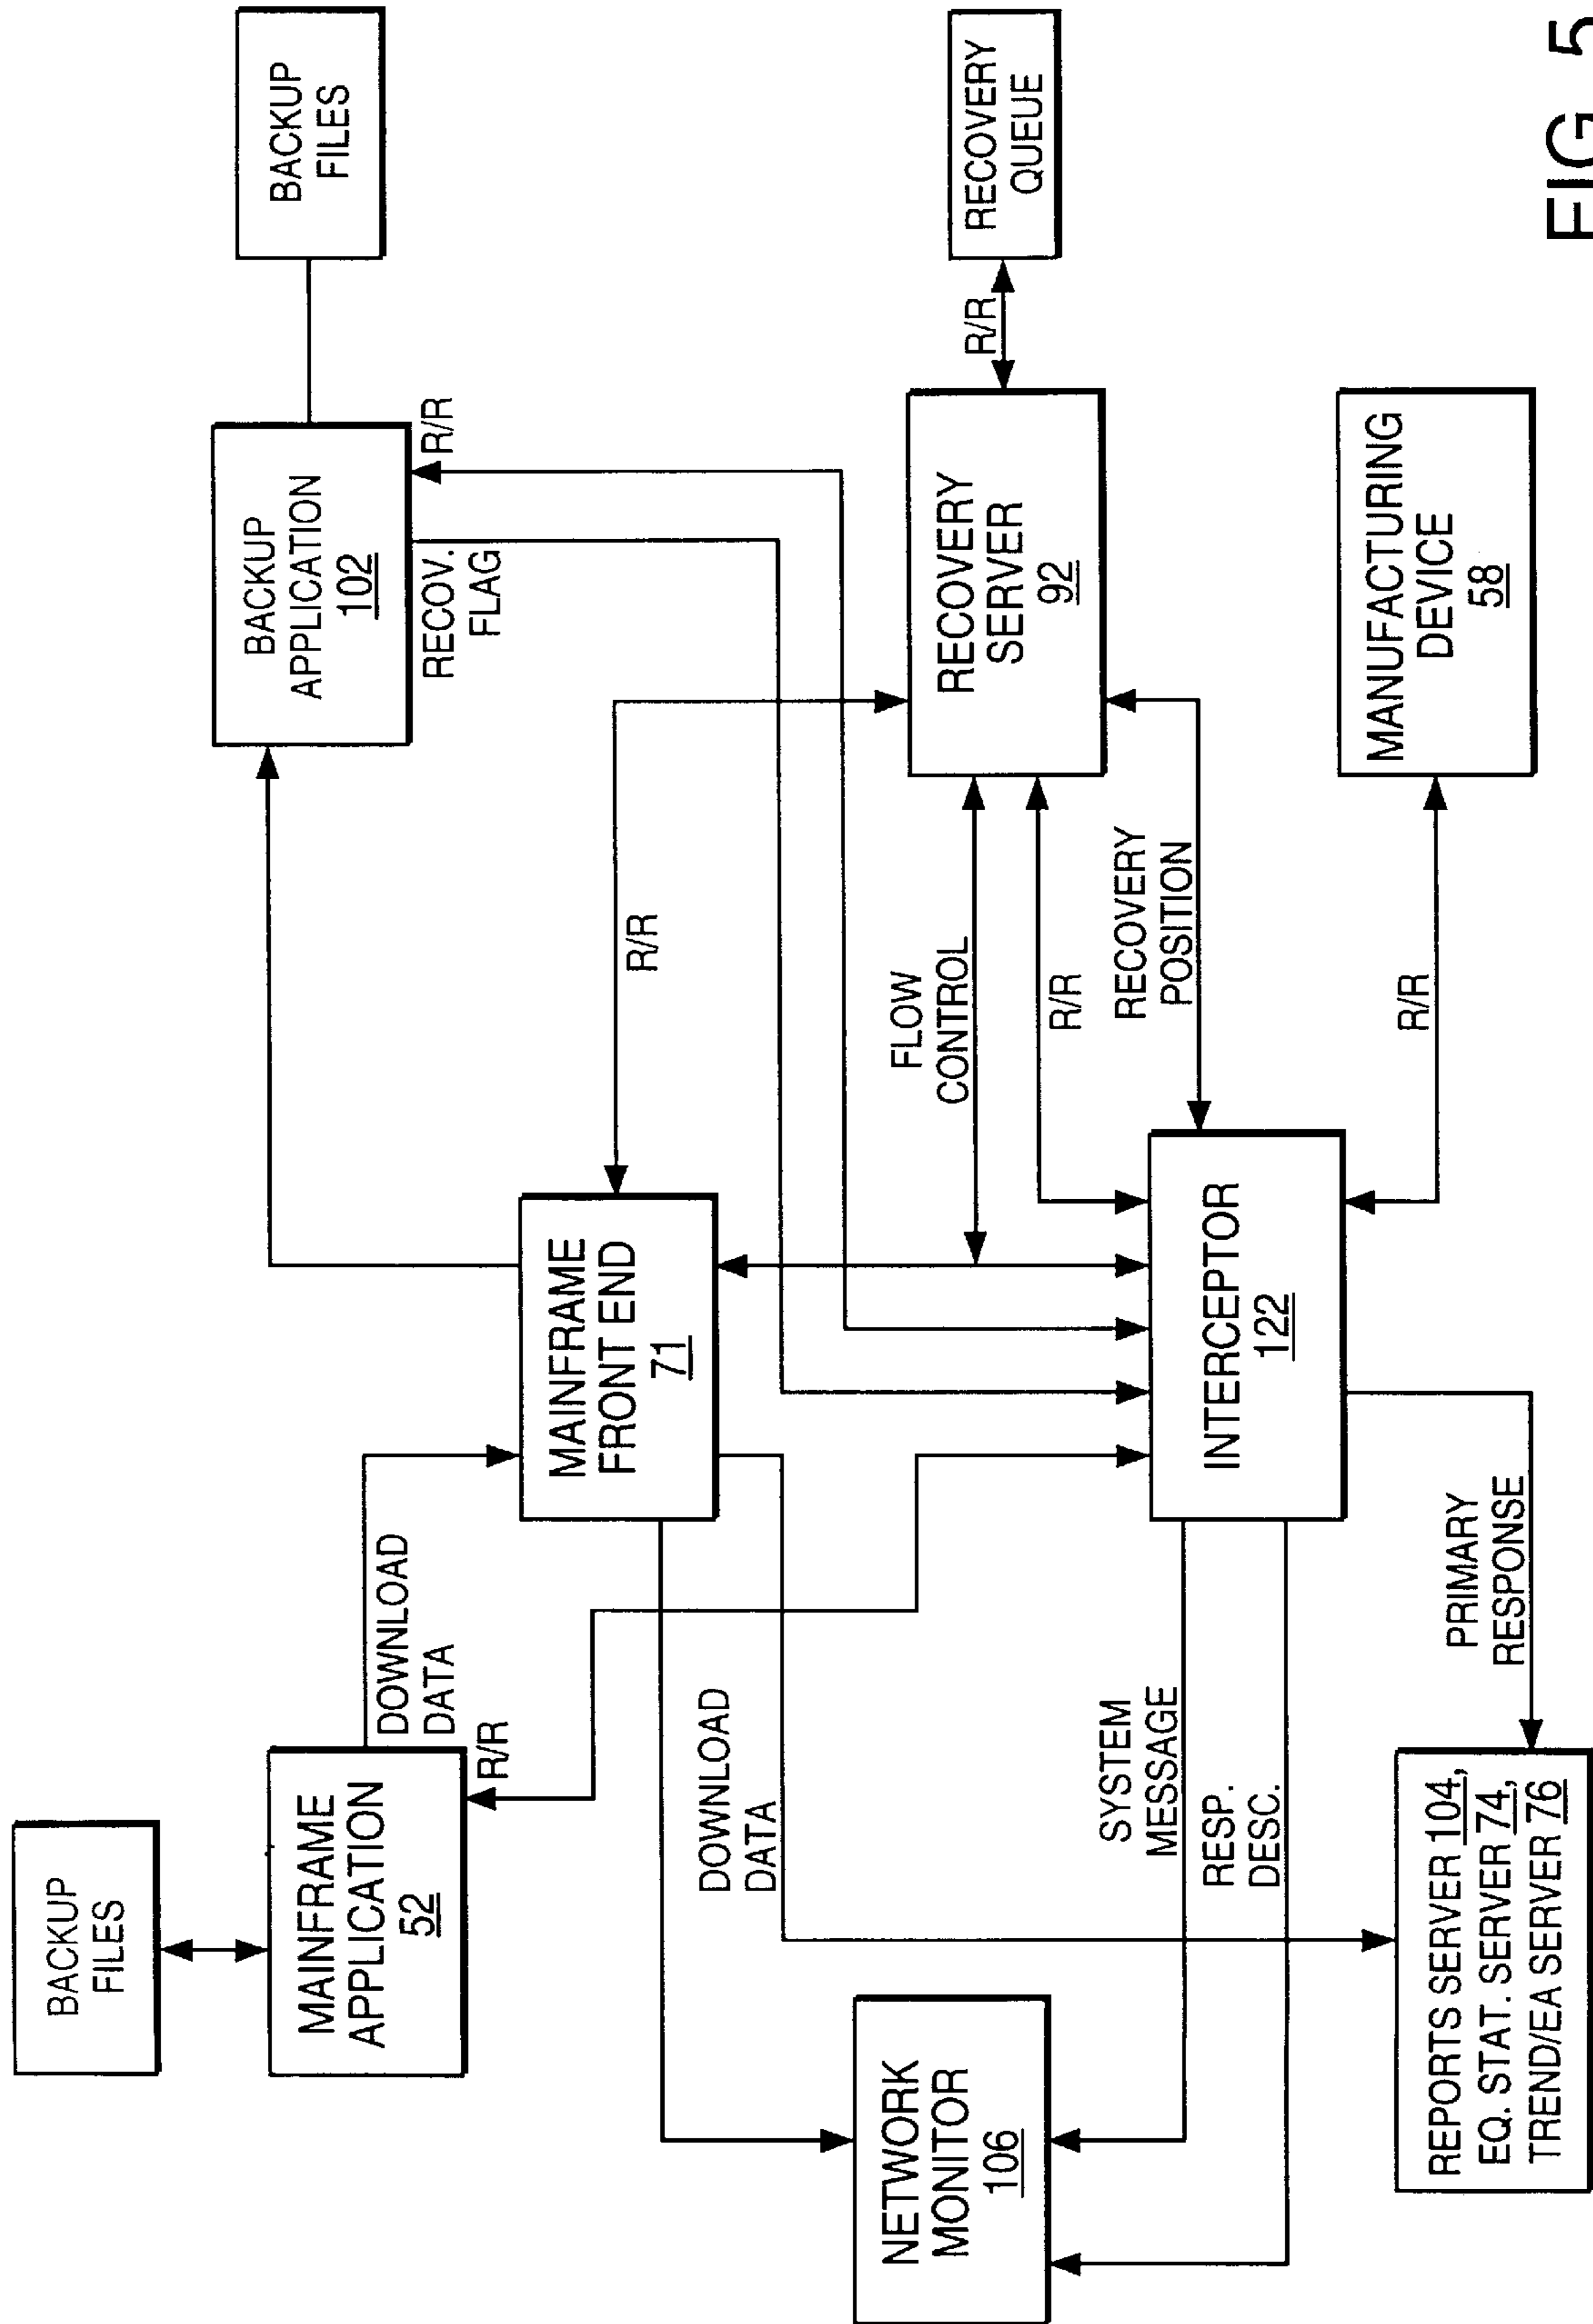 BACKUP
FILES
MAINFRAME
APPLICATION
52
DOWNLOAD
DATA
R/R
MAINFRAME
FRONT END
71
BACKUP
APPLICATION
102
BACKUP
FILES
R/R
RECOV.
FLAG
R/R
NETWORK
MONITOR
106
DOWNLOAD
DATA
FLOW
CONTROL
R/R
RECOVERY
POSITION
RECOVERY
SERVER
92
R/R
RECOVERY
QUEUE
SYSTEM
MESSAGE
RESP.
DESC.
INTERCEPTOR
122
PRIMARY
RESPONSE
R/R
MANUFACTURING
DEVICE
58
REPORTS SERVER 104,
EQ. STAT. SERVER 74,
TREND/EA SERVER 76
FIG 5